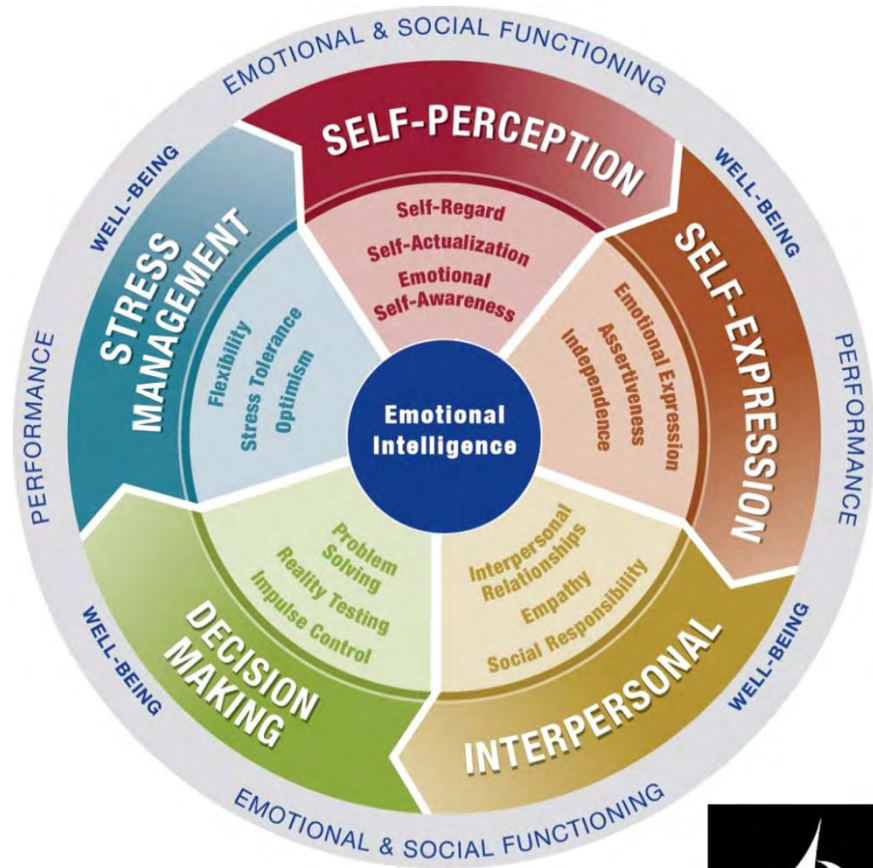 EMOTIONAL & SOCIAL FUNCTIONING
WELL-BEING
WELL-BEING
SELF-PERCEPTION
Self-Regard
Self-Actualization
Emotional
Self-Awareness
SELF-EXPRESSION
Emotional Expression
Assertiveness
Independence
PERFORMANCE
INTERPERSONAL
Interpersonal
Relationships
Empathy
Social Responsibility
WELL-BEING
DECISION
MAKING
Problem
Solving
Reality Testing
Impulse Control
WELL-BEING
STRESS
MANAGEMENT
Flexibility
Stress Tolerance
Optimism
PERFORMANCE
Emotional
Intelligence
EMOTIONAL & SOCIAL FUNCTIONING